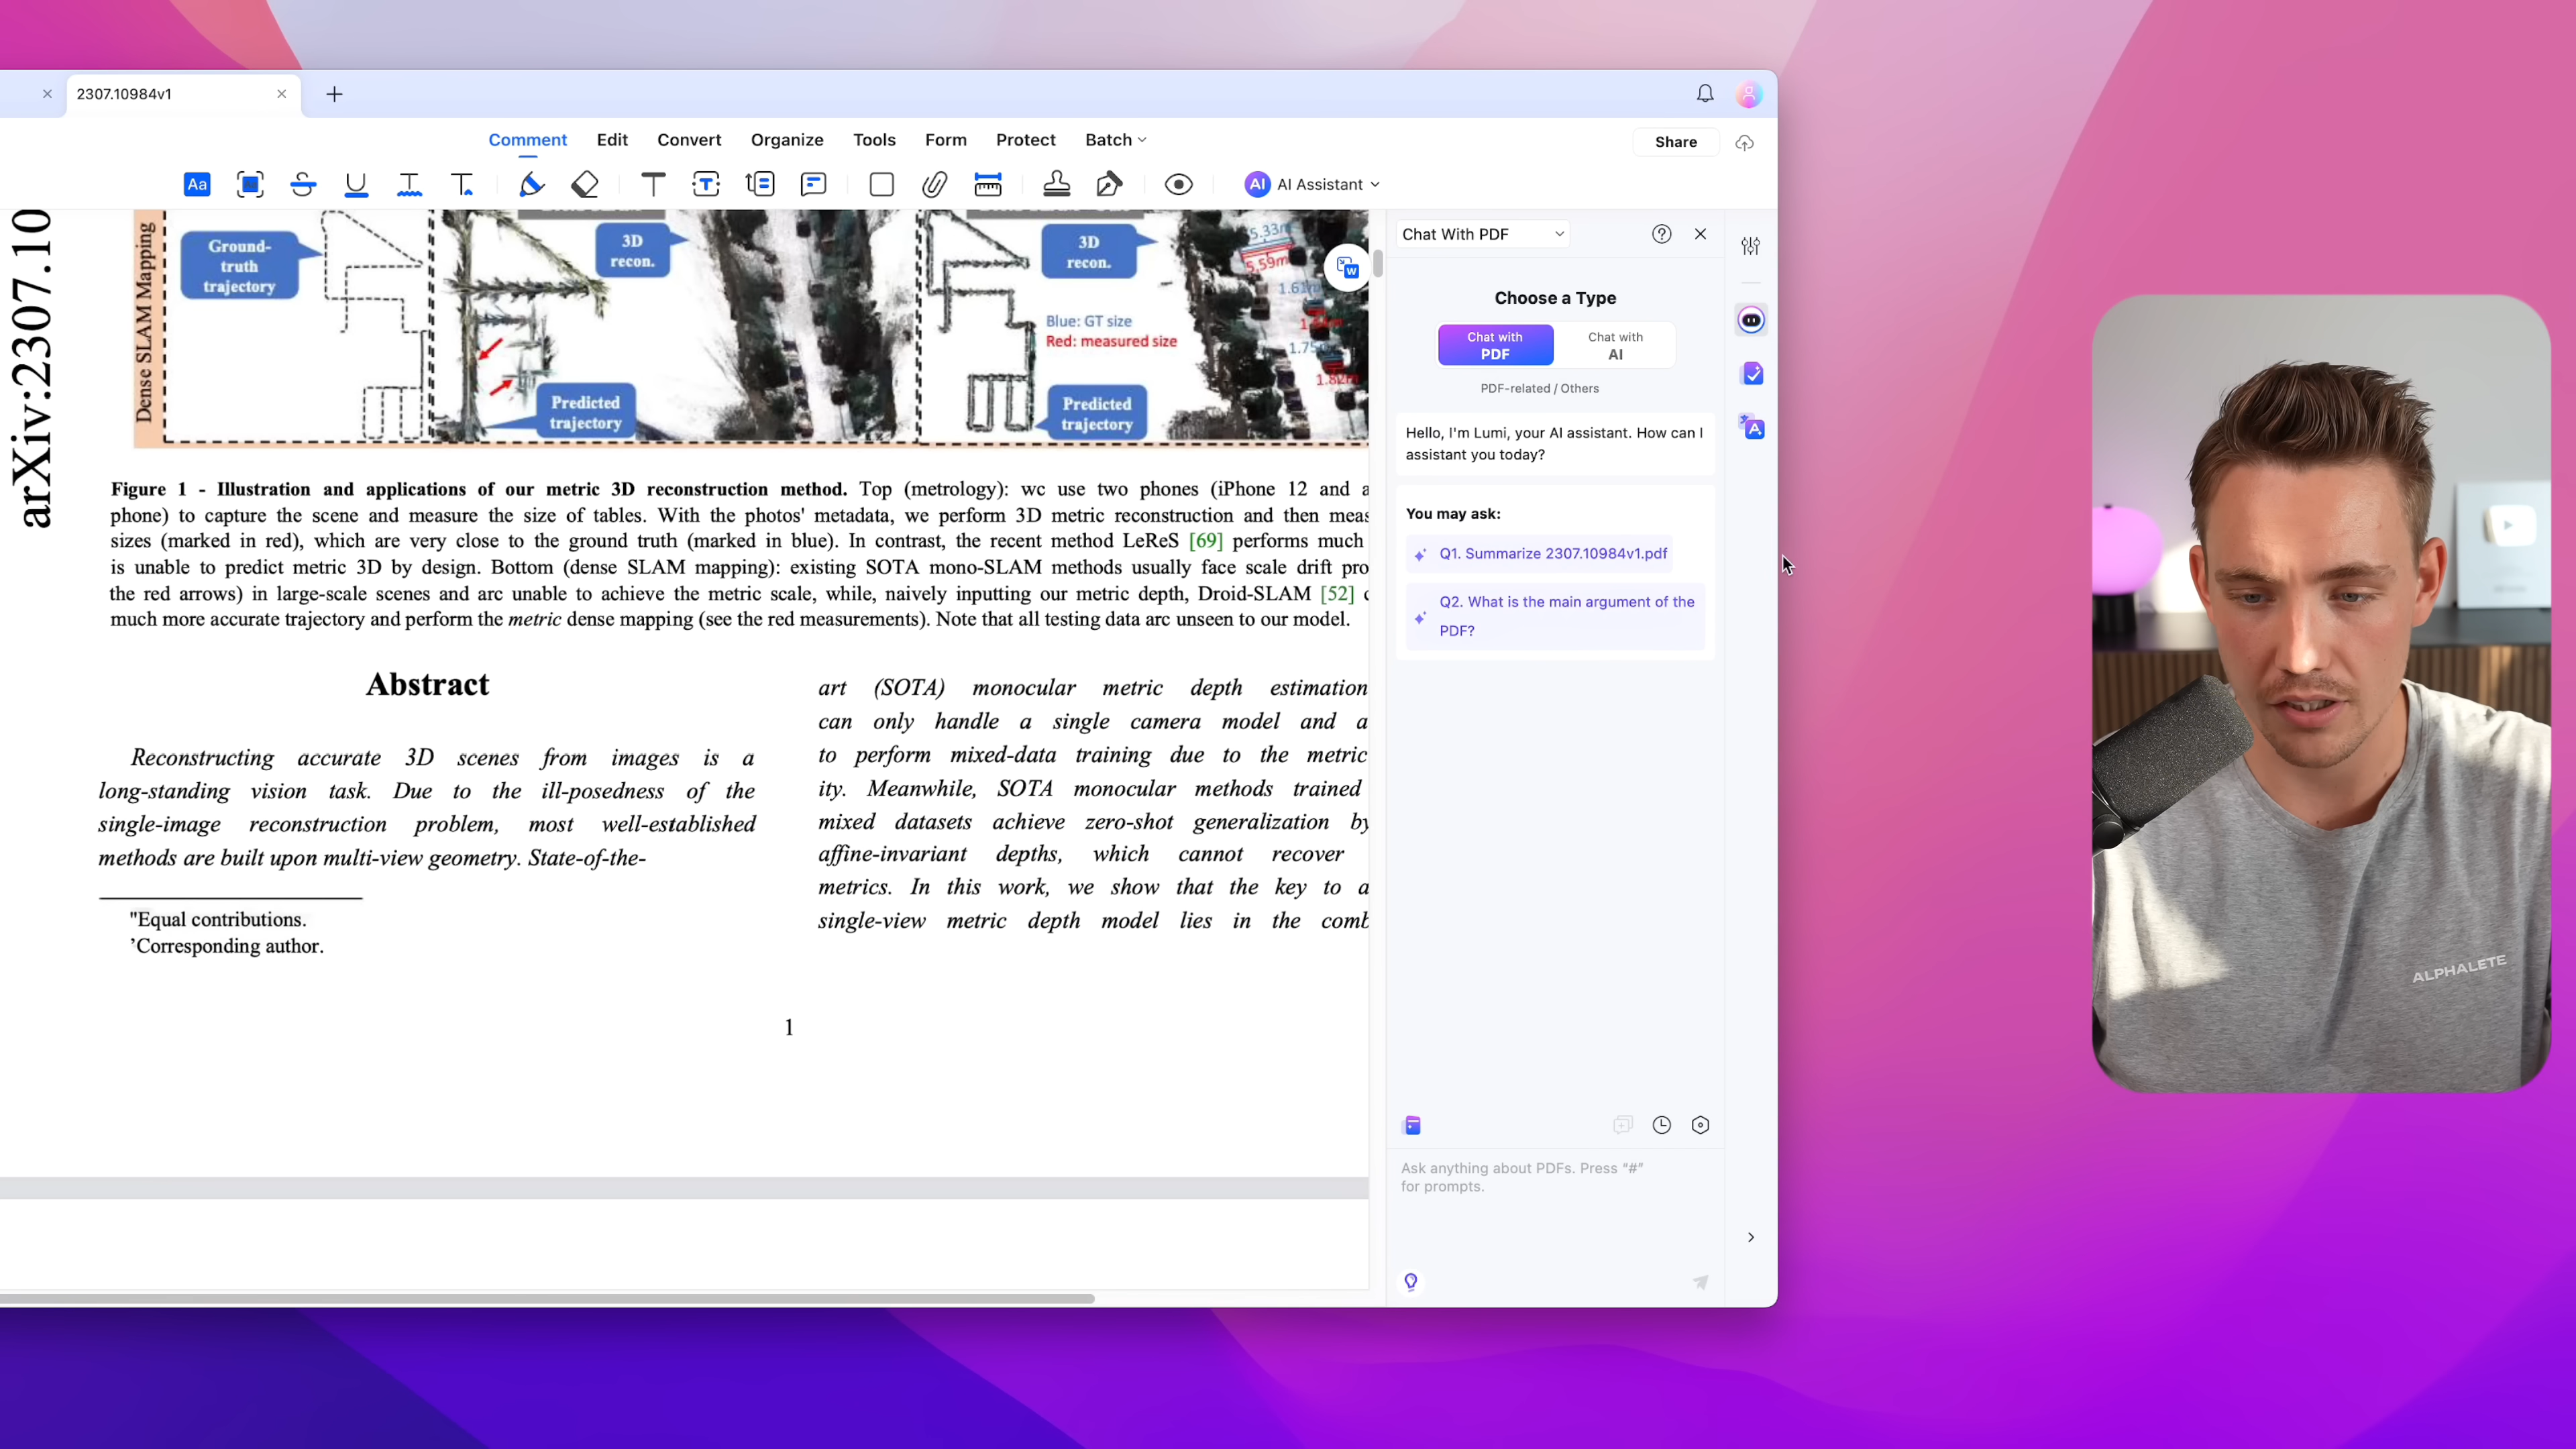 2307.10984v1
Comment Edit Convert Organize Tools Form Protect Batch
Share
Aa
AI AI Assistant
arXiv:2307.10
Dense SLAM Mapping
Ground-
truth
trajectory
3D
recon.
Predicted
trajectory
3D
recon.
Blue: GT size
Red: measured size
Predicted
trajectory
5.33m
5.59m
W
Figure 1 - Illustration and applications of our metric 3D reconstruction method. Top (metrology): wc use two phones (iPhone 12 and a
phone) to capture the scene and measure the size of tables. With the photos' metadata, we perform 3D metric reconstruction and then meas
sizes (marked in red), which are very close to the ground truth (marked in blue). In contrast, the recent method LeReS [69] performs much
is unable to predict metric 3D by design. Bottom (dense SLAM mapping): existing SOTA mono-SLAM methods usually face scale drift pro
the red arrows) in large-scale scenes and arc unable to achieve the metric scale, while, naively inputting our metric depth, Droid-SLAM [52] c
much more accurate trajectory and perform the metric dense mapping (see the red measurements). Note that all testing data arc unseen to our model.
Abstract
Reconstructing accurate 3D scenes from images is a
long-standing vision task. Due to the ill-posedness of the
single-image reconstruction problem, most well-established
methods are built upon multi-view geometry. State-of-the-
"Equal contributions.
'Corresponding author.
art (SOTA) monocular metric depth estimation
can only handle a single camera model and a
to perform mixed-data training due to the metric
ity. Meanwhile, SOTA monocular methods trained
mixed datasets achieve zero-shot generalization by
affine-invariant depths, which cannot recover
metrics. In this work, we show that the key to a
single-view metric depth model lies in the comb
1
Chat With PDF
Choose a Type
Chat with
PDF
Chat with
AI
PDF-related / Others
Hello, I'm Lumi, your AI assistant. How can I
assistant you today?
You may ask:
Q1. Summarize 2307.10984v1.pdf
Q2. What is the main argument of the
PDF?
Ask anything about PDFs. Press "#"
for prompts.
A
ALPHALETE